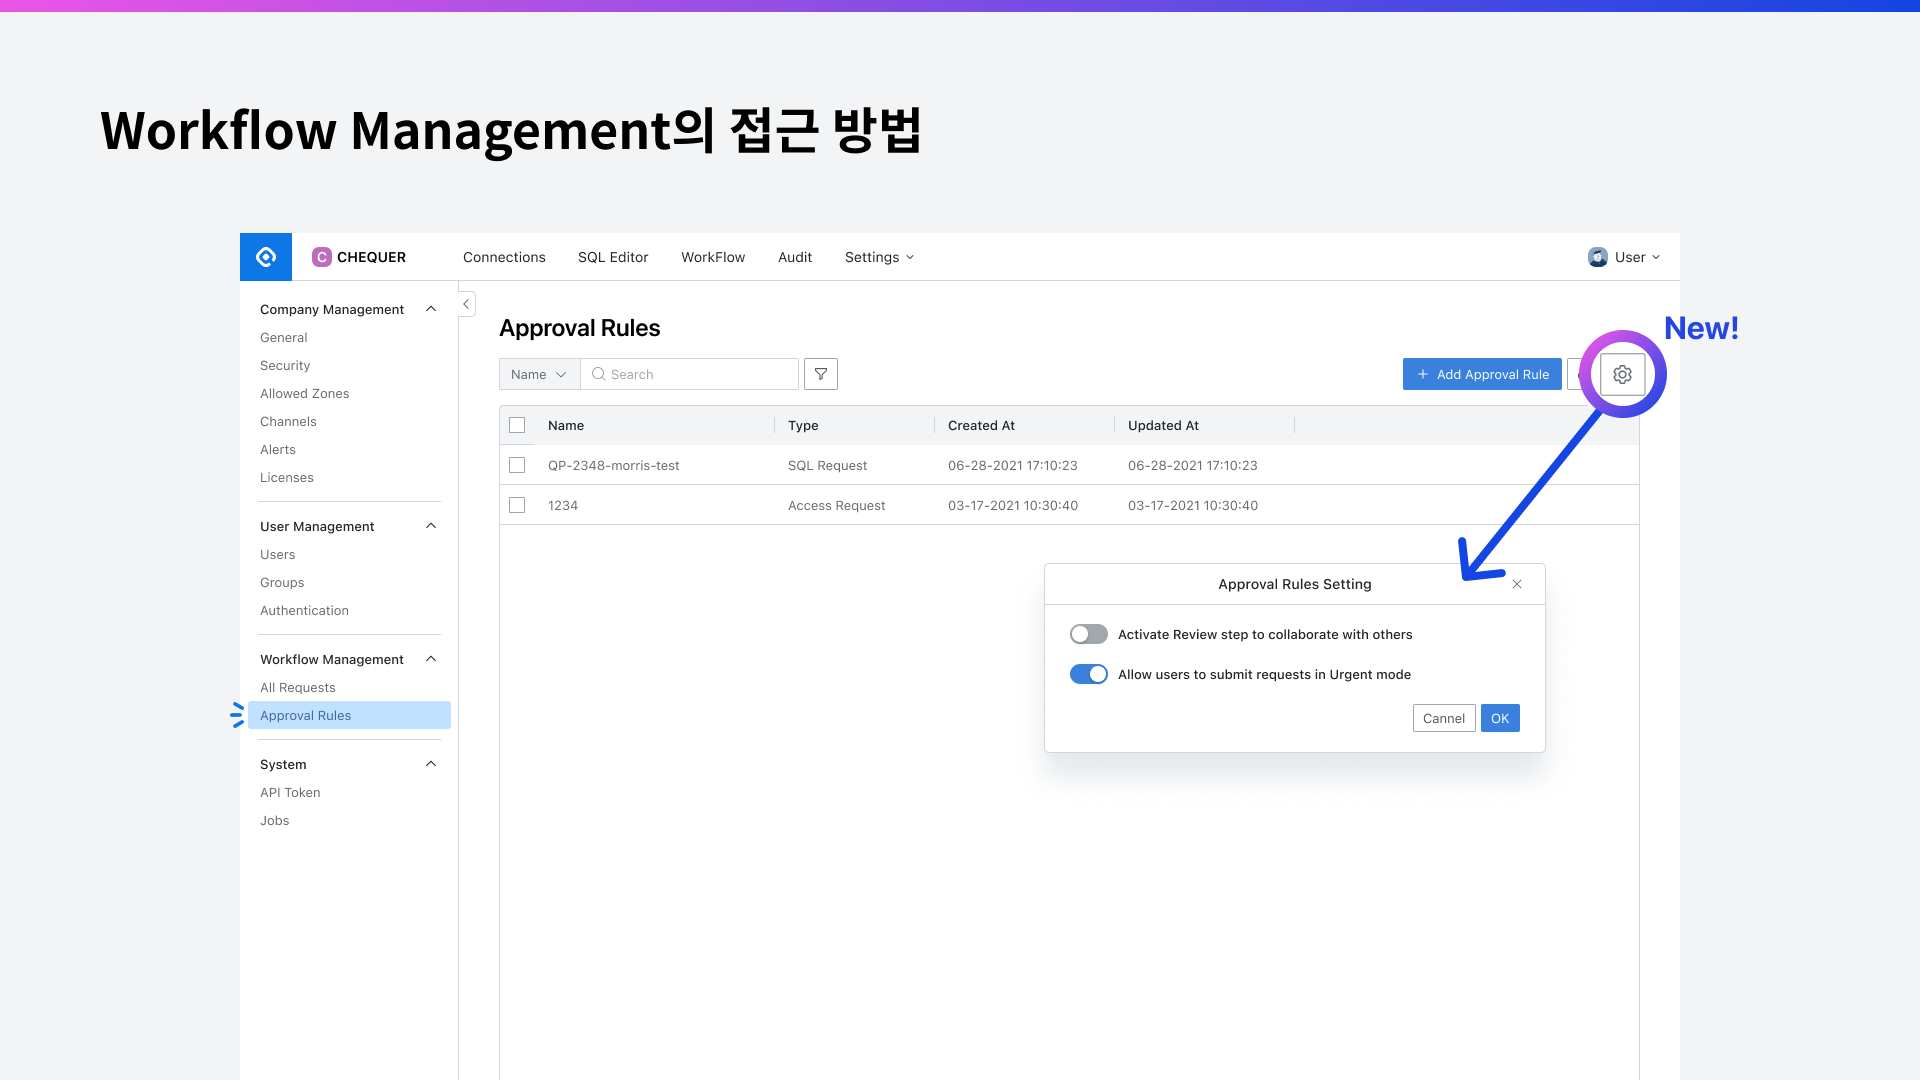 Workflow Management의 접근 방법
C CHEQUER Connections SQL Editor WorkFlow Audit Settings User
Company Management
General
Security
Allowed Zones
Channels
Alerts
Licenses
User Management
Users
Groups
Authentication
Workflow Management
All Requests
Approval Rules
System
API Token
Jobs
Approval Rules
New!
Name Search + Add Approval Rule
Name Type Created At Updated At
QP-2348-morris-test SQL Request 06-28-2021 17:10:23 06-28-2021 17:10:23
1234 Access Request 03-17-2021 10:30:40 03-17-2021 10:30:40
Approval Rules Setting
Activate Review step to collaborate with others
Allow users to submit requests in Urgent mode
Cannel OK